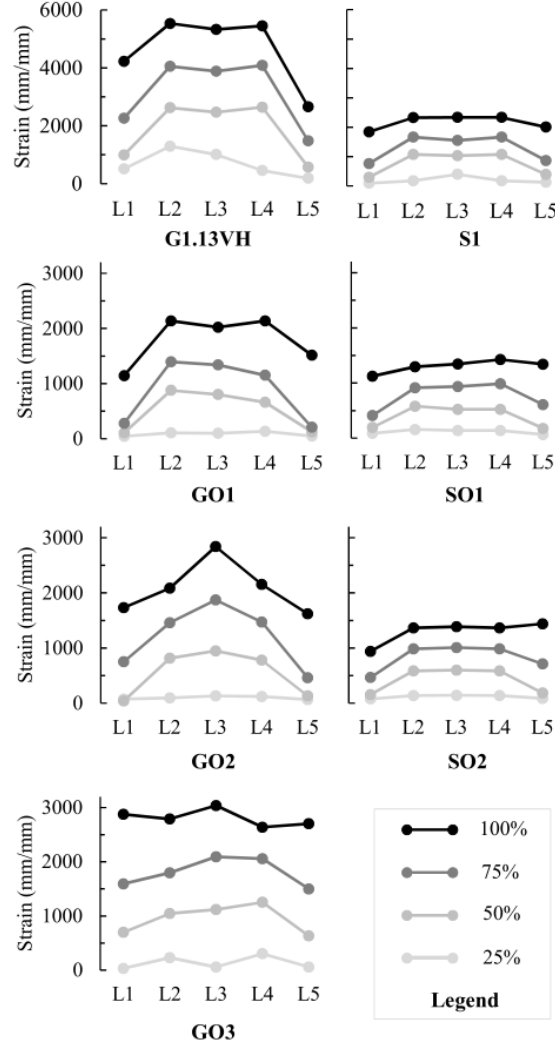 Strain (mm/mm)
6000
4000
2000
0
L1 L2 L3 L4 L5
G1.13VH
L1 L2 L3 L4 L5
S1
Strain (mm/mm)
3000
2000
1000
0
L1 L2 L3 L4 L5
GO1
L1 L2 L3 L4 L5
SO1
Strain (mm/mm)
3000
2000
1000
0
L1 L2 L3 L4 L5
GO2
L1 L2 L3 L4 L5
SO2
Strain (mm/mm)
3000
2000
1000
0
L1 L2 L3 L4 L5
GO3
100%
75%
50%
25%
Legend